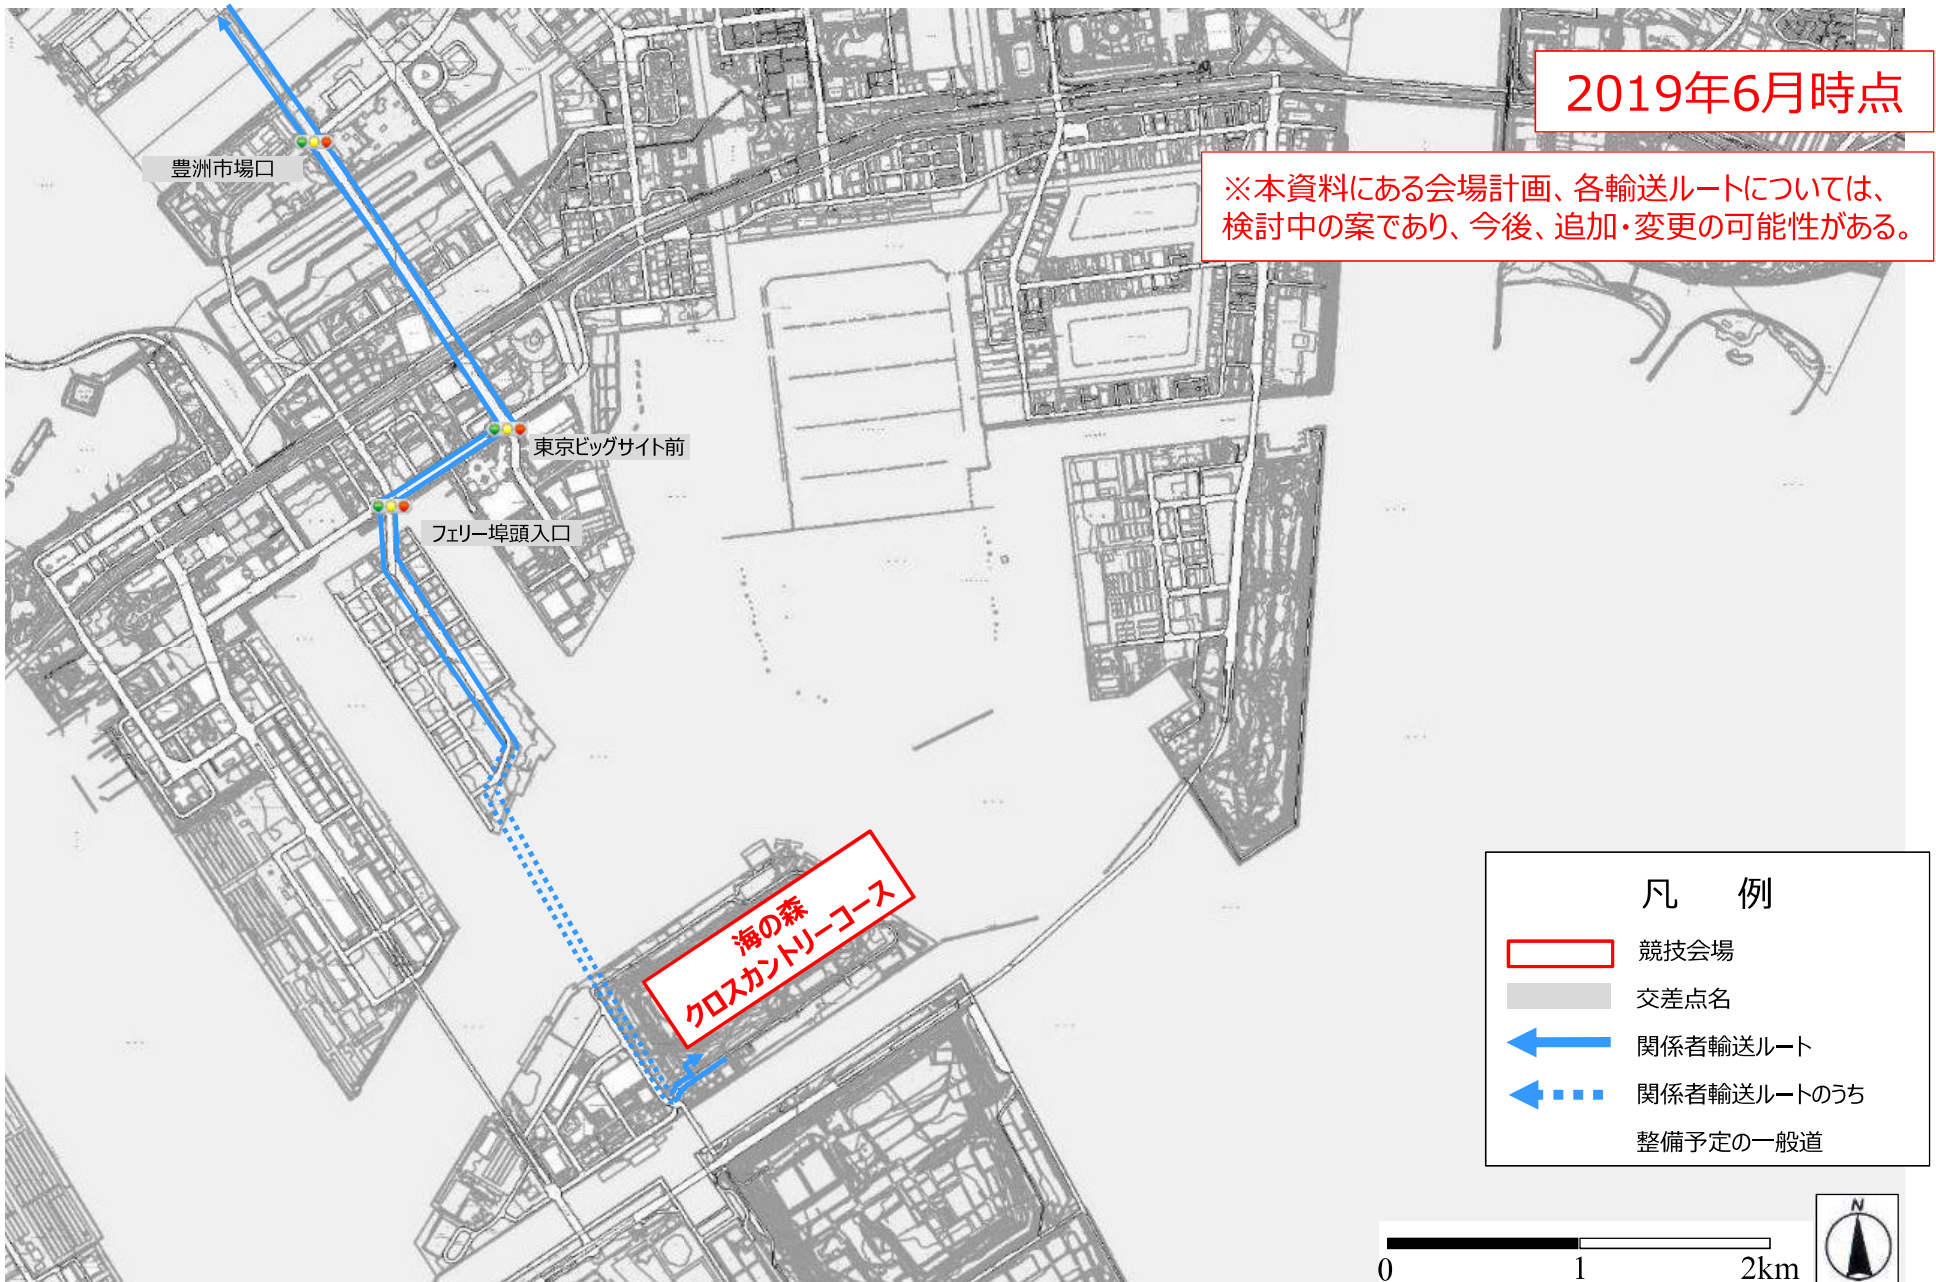 2019年6月時点
※本資料にある会場計画、各輸送ルートについては、
検討中の案であり、今後、追加・変更の可能性がある。
豊洲市場口
東京ビッグサイト前
フェリー埠頭入口
海の森
クロスカントリーコース
凡　例
競技会場
交差点名
関係者輸送ルート
関係者輸送ルートのうち
整備予定の一般道
N
0 1 2km